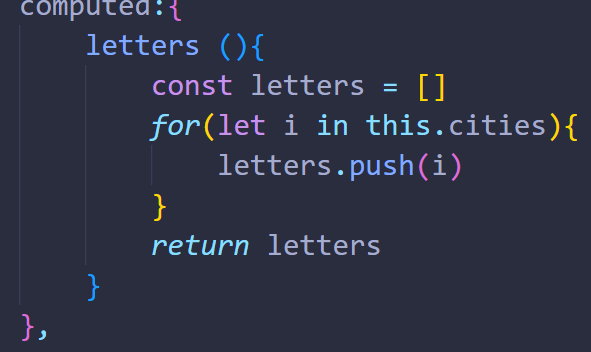 computed:{
letters (){
const letters = []
for(let i in this.cities){
letters.push(i)
}
return letters
}
},